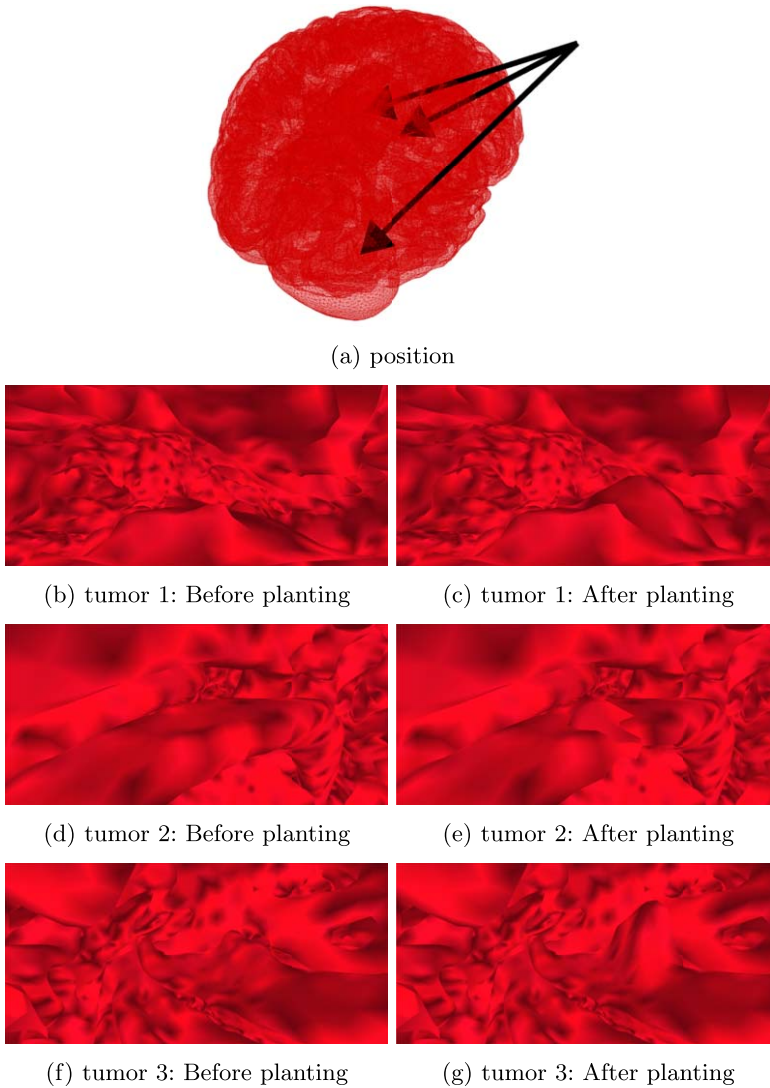 (a) position
(b) tumor 1: Before planting
(c) tumor 1: After planting
(d) tumor 2: Before planting
(e) tumor 2: After planting
(f) tumor 3: Before planting
(g) tumor 3: After planting